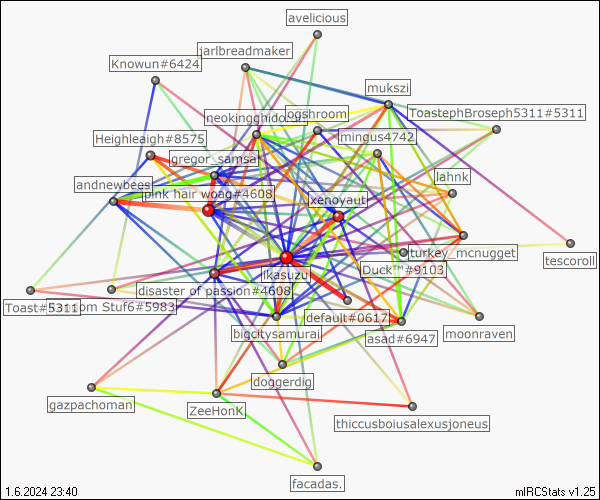 avelicious
jarlbreadmaker
Knowun#6424
mukszi
neokingghidorah
ogshroom
ToastephBroseph5311#5311
Heighleaigh#8575
mingus4742
gregor_samsa
lahnk
andnewbees
pink hair woag#4608
xenoyaut
turkey_mcnugget
tescoroll
ikasuzu
Duck™#9103
disaster of passion#4608
Toast#5311
Stuf6#5983
default#0617
bigcitysamurai
asad#6947
moonraven
doggerdig
gazpachoman
ZeeHonK
thiccusboiusalexusjoneus
facadas.
1.6.2024 23:40
mIRCStats v1.25